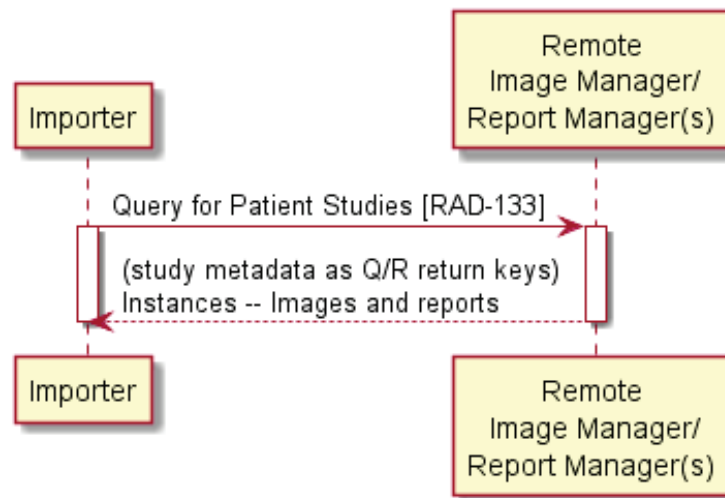 Remote
Image Manager/
Report Manager(s)
Importer
Query for Patient Studies [RAD-133]
(study metadata as Q/R return keys)
Instances -- Images and reports
Importer
Remote
Image Manager/
Report Manager(s)